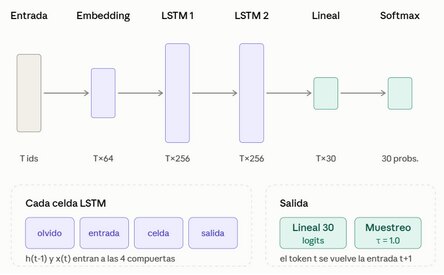 Entrada
Embedding
LSTM 1
LSTM 2
Lineal
Softmax
T ids
T×64
T×256
T×256
T×30
30 probs.
Cada celda LSTM
olvido
entrada
celda
salida
h(t-1) y x(t) entran a las 4 compuertas
Salida
Lineal 30
logits
Muestreo
τ = 1.0
el token t se vuelve la entrada t+1